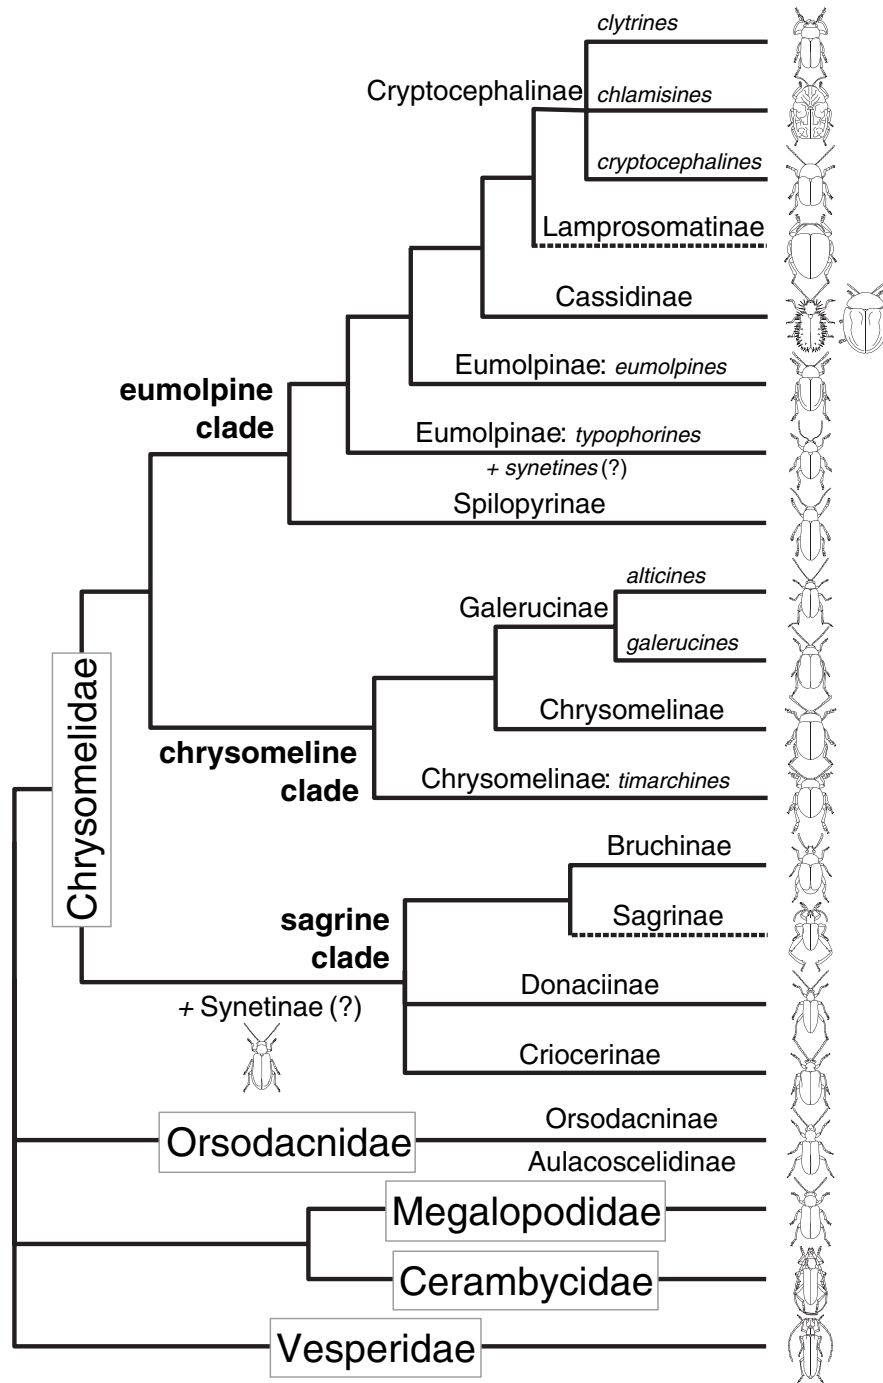 clytrines
Cryptocephalinae
chlamisines
cryptocephalines
Lamprosomatinae
Cassidinae
Eumolpinae: eumolpines
eumolpine
clade
Eumolpinae: typophorines
+ synetines (?)
Spilopyrinae
alticines
Galerucinae
galerucines
Chrysomelinae
chrysomeline
clade
Chrysomelinae: timarchines
Chrysomelidae
Bruchinae
Sagrinae
sagrine
clade
Donaciinae
+ Synetinae (?)
Criocerinae
Orsodacninae
Orsodacnidae
Aulacoscelidinae
Megalopodidae
Cerambycidae
Vesperidae